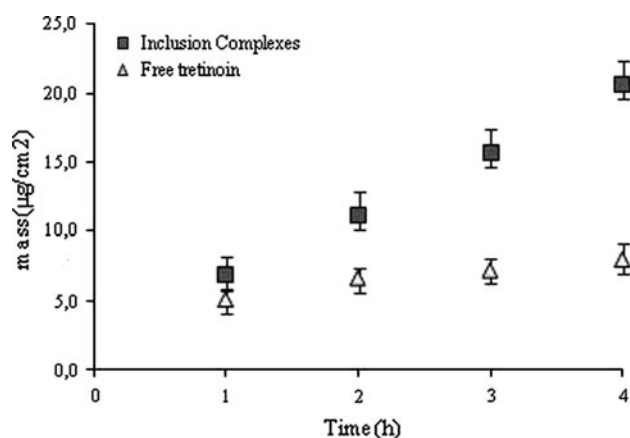 25,0
Inclusion Complexes
Free tretinoin
20,0
15,0
10,0
5,0
0,0
mass(µg/cm2)
0 1 2 3 4
Time (h)